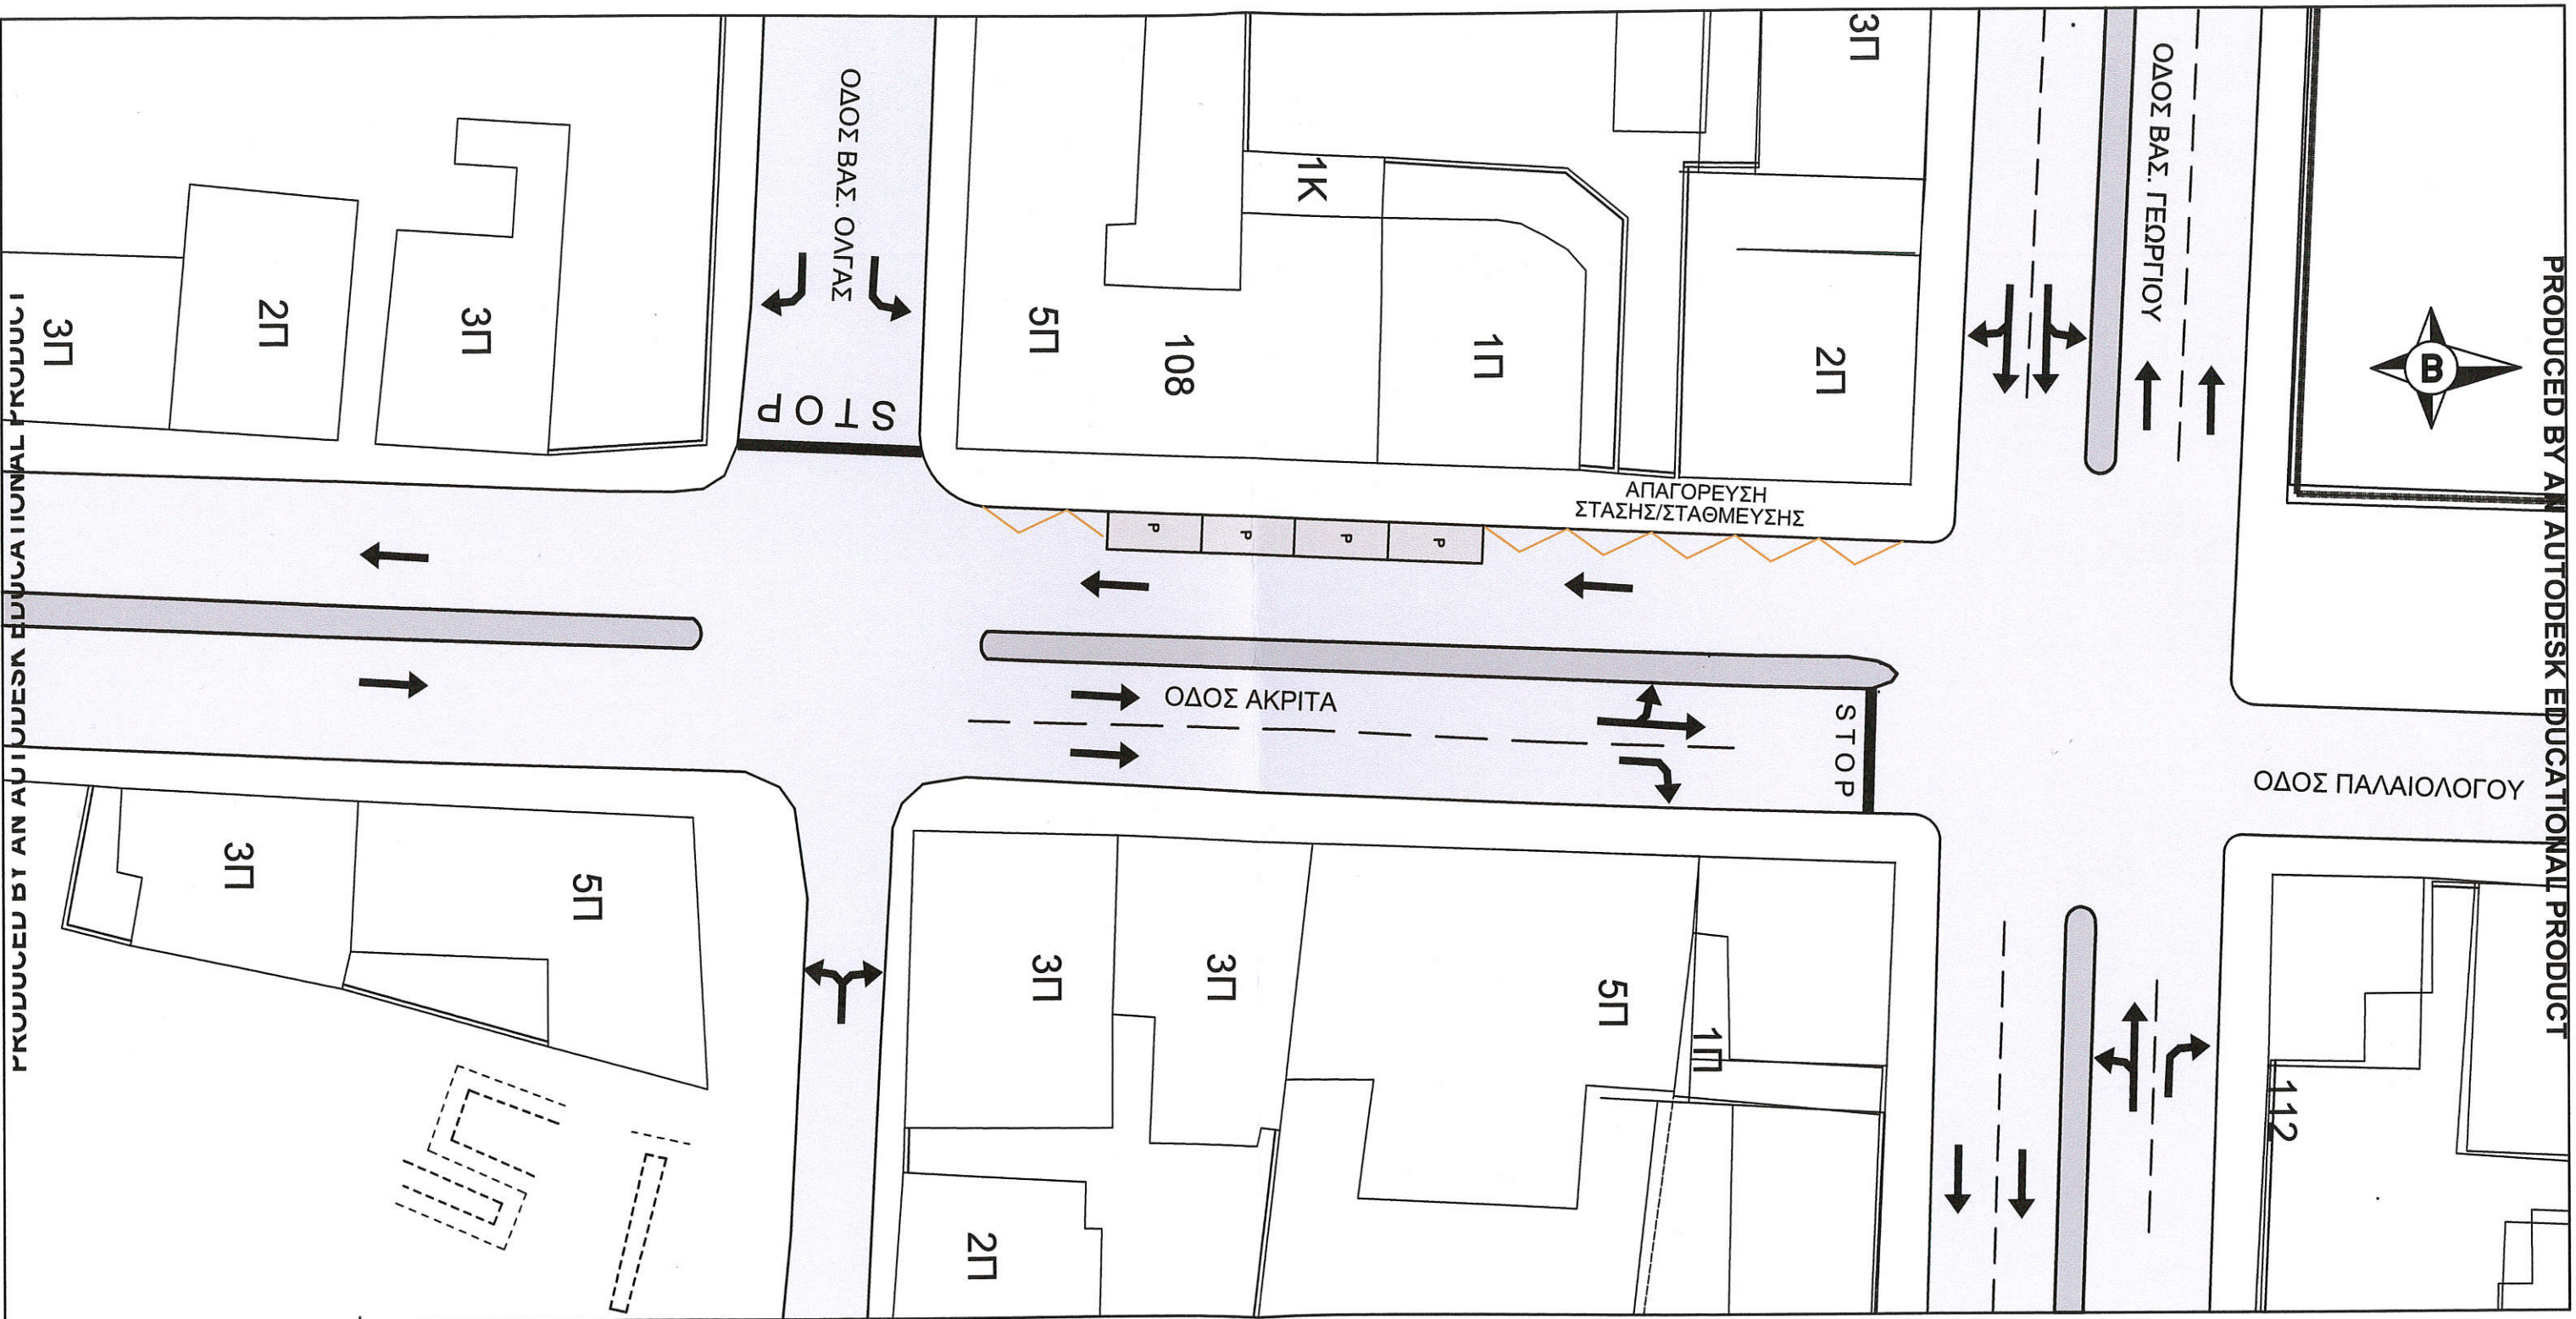 3Π
ΟΔΟΣ ΒΑΣ. ΟΛΓΑΣ
ΟΔΟΣ ΒΑΣ. ΓΕΩΡΓΙΟΥ
1Κ
3Π
2Π
3Π
5Π
108
1Π
2Π
Β
STOP
ΑΠΑΓΟΡΕΥΣΗ
ΣΤΑΣΗΣ/ΣΤΑΘΜΕΥΣΗΣ
P
P
P
P
ΟΔΟΣ ΑΚΡΙΤΑ
STOP
ΟΔΟΣ ΠΑΛΑΙΟΛΟΓΟΥ
3Π
5Π
3Π
3Π
5Π
1Π
112
2Π
PRODUCED BY AN AUTODESK EDUCATIONAL PRODUCT
PRODUCED BY AN AUTODESK EDUCATIONAL PRODUCT